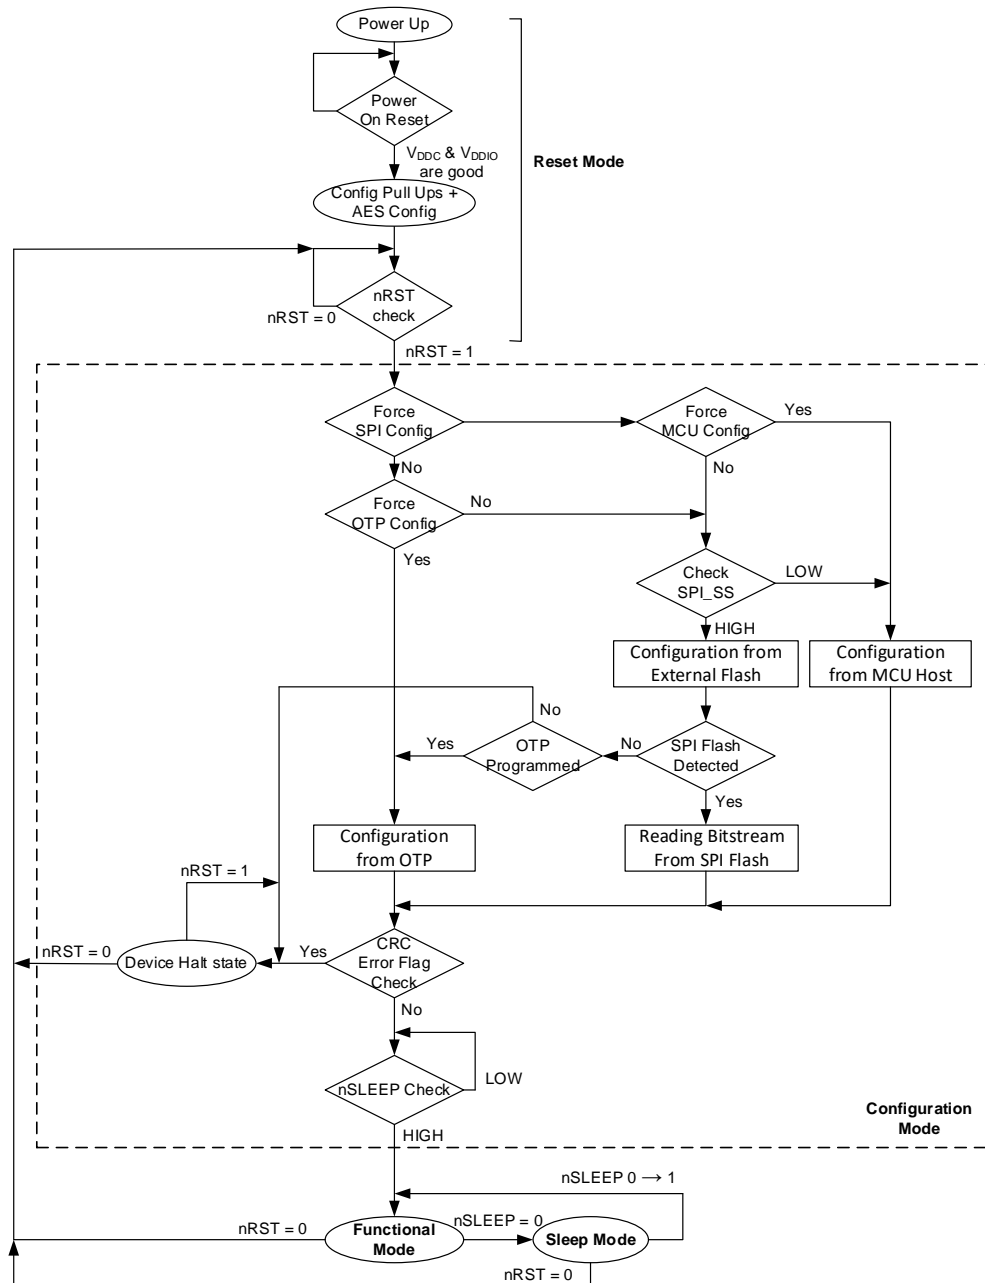 Power Up
Power
On Reset
VDDC & VDDIO
are good
Reset Mode
Config Pull Ups +
AES Config
nRST
check
nRST = 0
nRST = 1
Force
SPI Config
Force
MCU Config
Yes
No
No
Force
OTP Config
No
Yes
Check
SPI_SS
LOW
HIGH
Configuration from
External Flash
Configuration
from MCU Host
No
Yes
OTP
Programmed
No
SPI Flash
Detected
Yes
Configuration
from OTP
Reading Bitstream
From SPI Flash
nRST = 1
nRST = 0
Device Halt state
Yes
CRC
Error Flag
Check
No
nSLEEP Check
LOW
HIGH
Configuration
Mode
nSLEEP 0 → 1
nRST = 0
Functional
Mode
nSLEEP = 0
Sleep Mode
nRST = 0